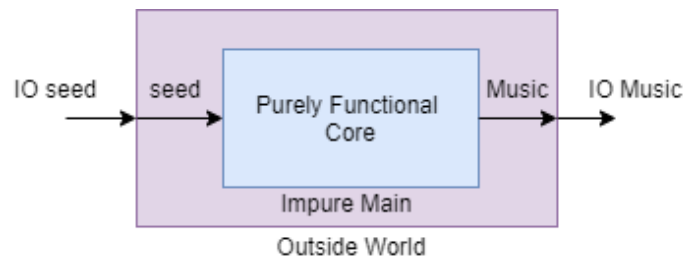 IO seed
seed
Purely Functional
Core
Music
IO Music
Impure Main
Outside World